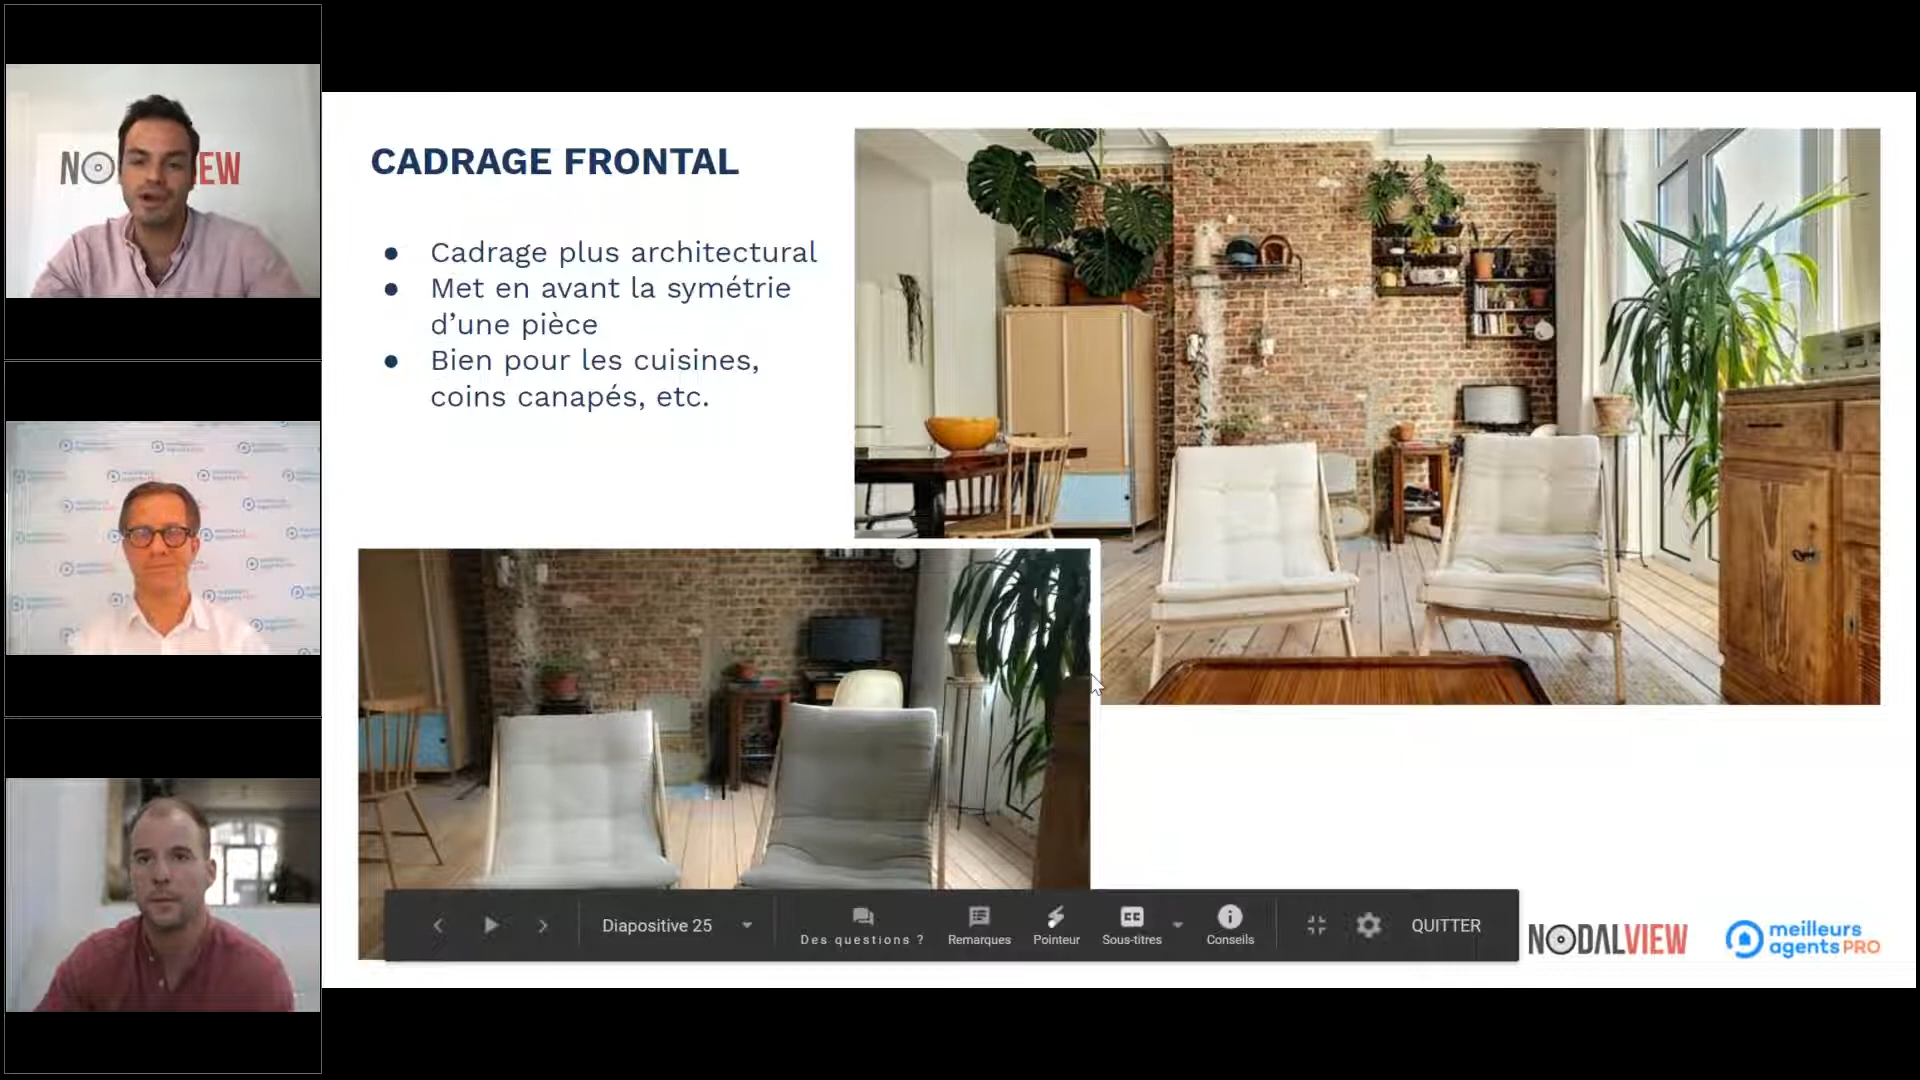 NO EW
CADRAGE FRONTAL
● Cadrage plus architectural
● Met en avant la symétrie
d’une pièce
● Bien pour les cuisines,
coins canapés, etc.
Diapositive 25
Des questions ?
Remarques
Pointeur
Sous-titres
Conseils
QUITTER
NODALVIEW
meilleurs
agents PRO